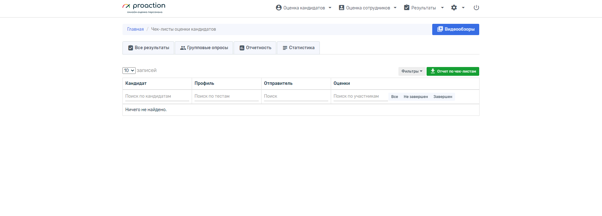 proaction
Оценка кандидатов
Оценка сотрудников
Результаты
Главная / Чек-листы оценки кандидатов
Видеообзоры
Все результаты
Групповые опросы
Отчетность
Статистика
10 записей
Фильтры
Отчет по чек-листам
Кандидат Профиль Отправитель Оценки
Поиск по кандидатам Поиск по тестам Поиск Поиск по участникам Все Не завершен Завершен
Ничего не найдено.